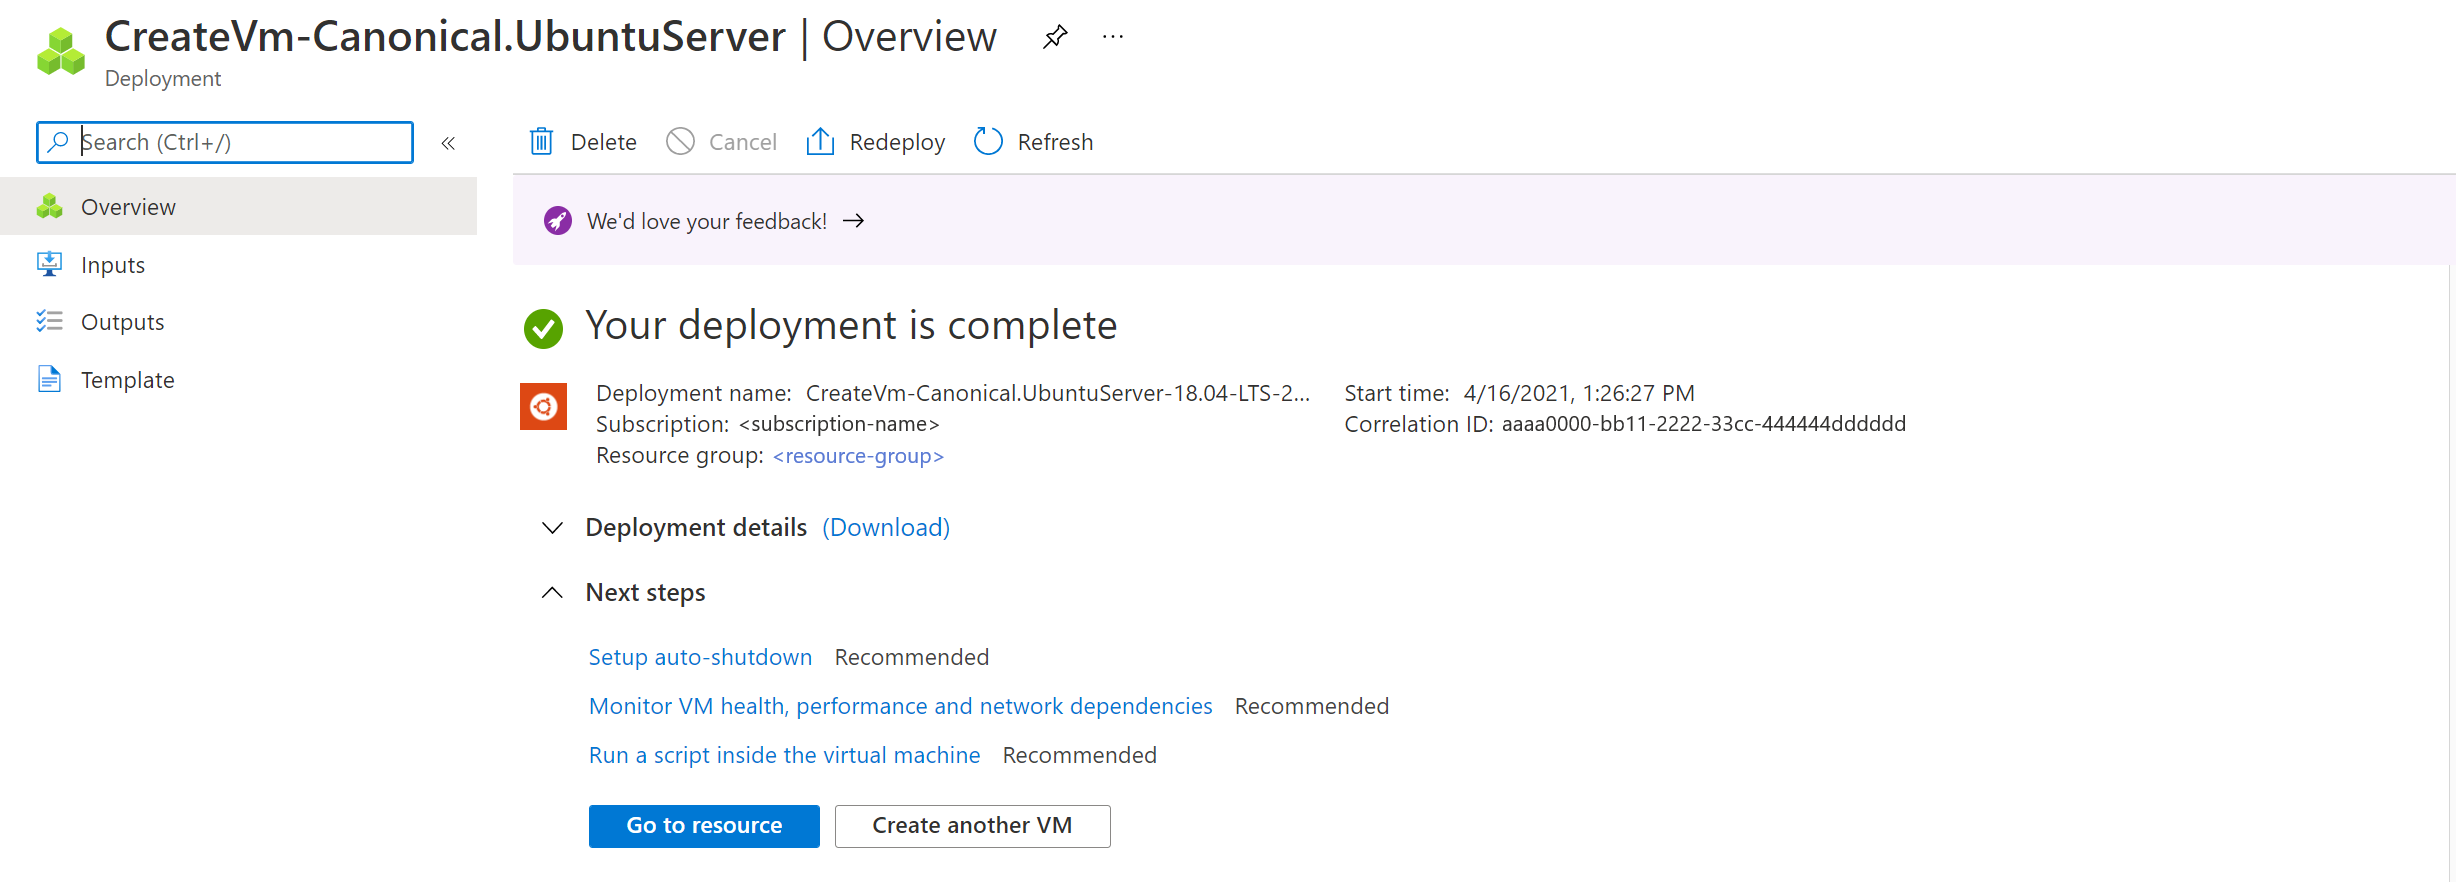 CreateVm-Canonical.UbuntuServer | Overview ...
Deployment
Search (Ctrl+/) «
Delete Cancel Redeploy Refresh
Overview
Inputs
Outputs
Template
We'd love your feedback! →
Your deployment is complete
Deployment name: CreateVm-Canonical.UbuntuServer-18.04-LTS-2... Start time: 4/16/2021, 1:26:27 PM
Subscription: <subscription-name> Correlation ID: aaaa0000-bb11-2222-33cc-444444dddddd
Resource group: <resource-group>
Deployment details (Download)
Next steps
Setup auto-shutdown Recommended
Monitor VM health, performance and network dependencies Recommended
Run a script inside the virtual machine Recommended
Go to resource Create another VM